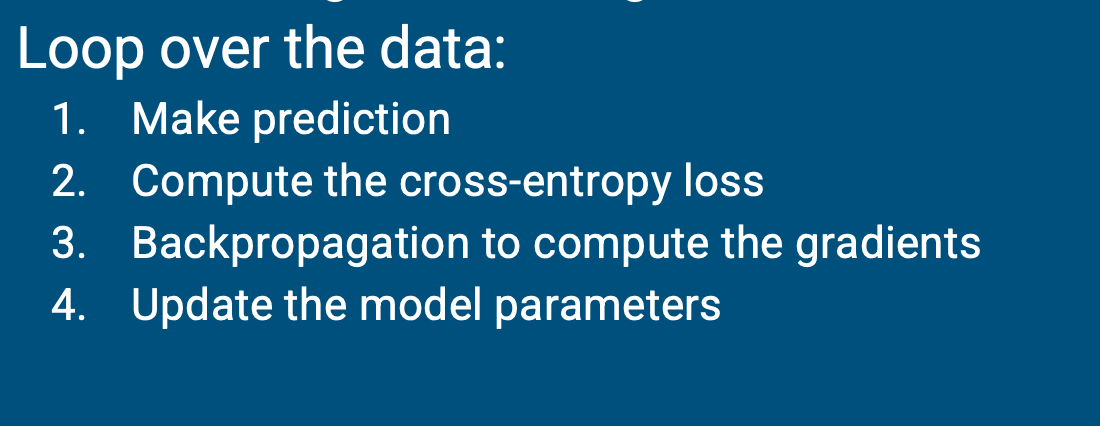 Loop over the data:
1. Make prediction
2. Compute the cross-entropy loss
3. Backpropagation to compute the gradients
4. Update the model parameters